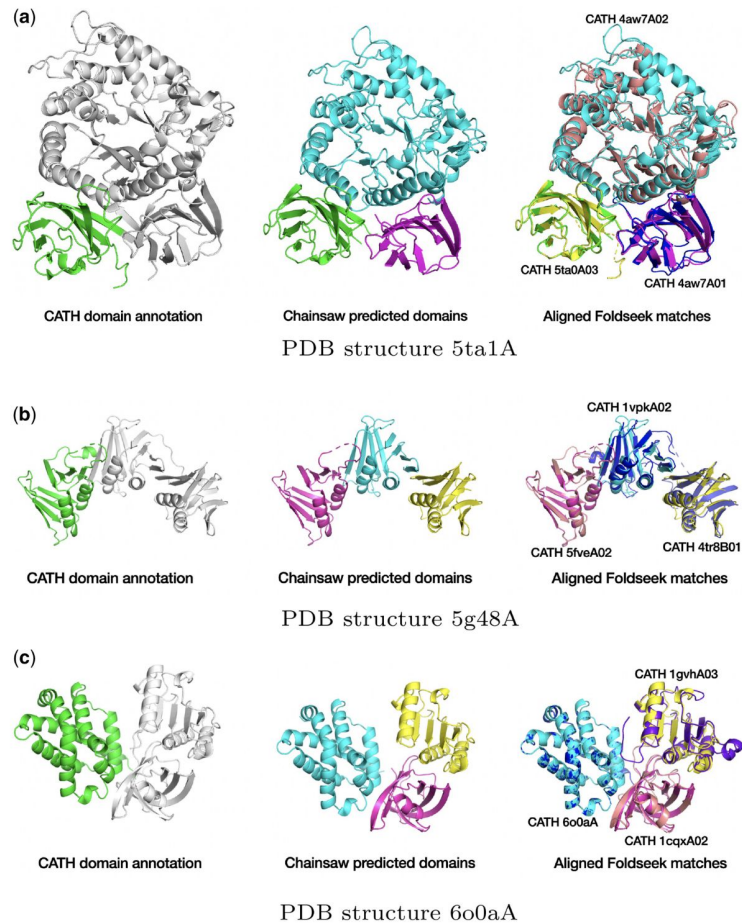 (a)
CATH 4aw7A02
CATH 5ta0A03
CATH 4aw7A01
CATH domain annotation
Chainsaw predicted domains
Aligned Foldseek matches
PDB structure 5ta1A
(b)
CATH 1vpkA02
CATH 5fveA02
CATH 4tr8B01
CATH domain annotation
Chainsaw predicted domains
Aligned Foldseek matches
PDB structure 5g48A
(c)
CATH 1gvhA03
CATH 6o0aA
CATH 1cqxA02
CATH domain annotation
Chainsaw predicted domains
Aligned Foldseek matches
PDB structure 6o0aA